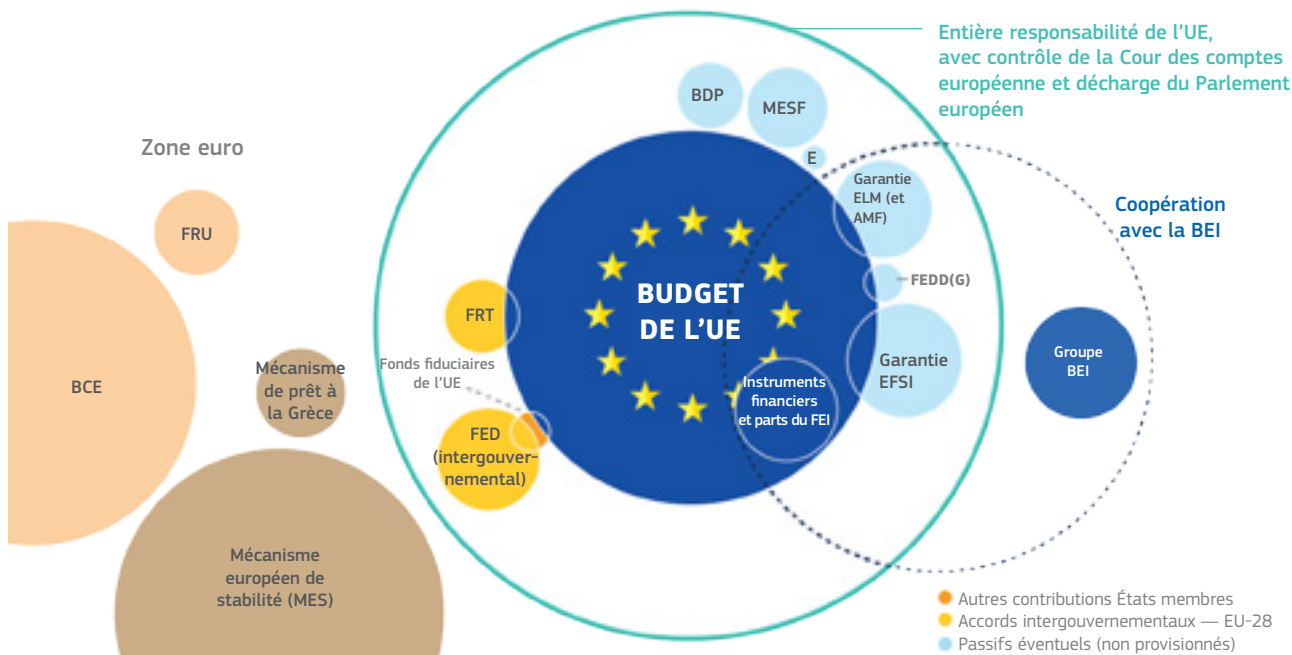 Entière responsabilité de l'UE,
avec contrôle de la Cour des comptes
européenne et décharge du Parlement
européen
BDP
MESF
E
Zone euro
Garantie
ELM (et
AMF)
Coopération
avec la BEI
FRU
FEDD(G)
BUDGET
DE L'UE
FRT
Fonds fiduciaires
de l'UE
Garantie
EFSI
Groupe
BEI
BCE
Mécanisme
de prêt à
la Grèce
Instruments
financiers
et parts du FEI
FED
(intergouver-
nemental)
Mécanisme
européen de
stabilité (MES)
Autres contributions États membres
Accords intergouvernementaux — EU-28
Passifs éventuels (non provisionnés)